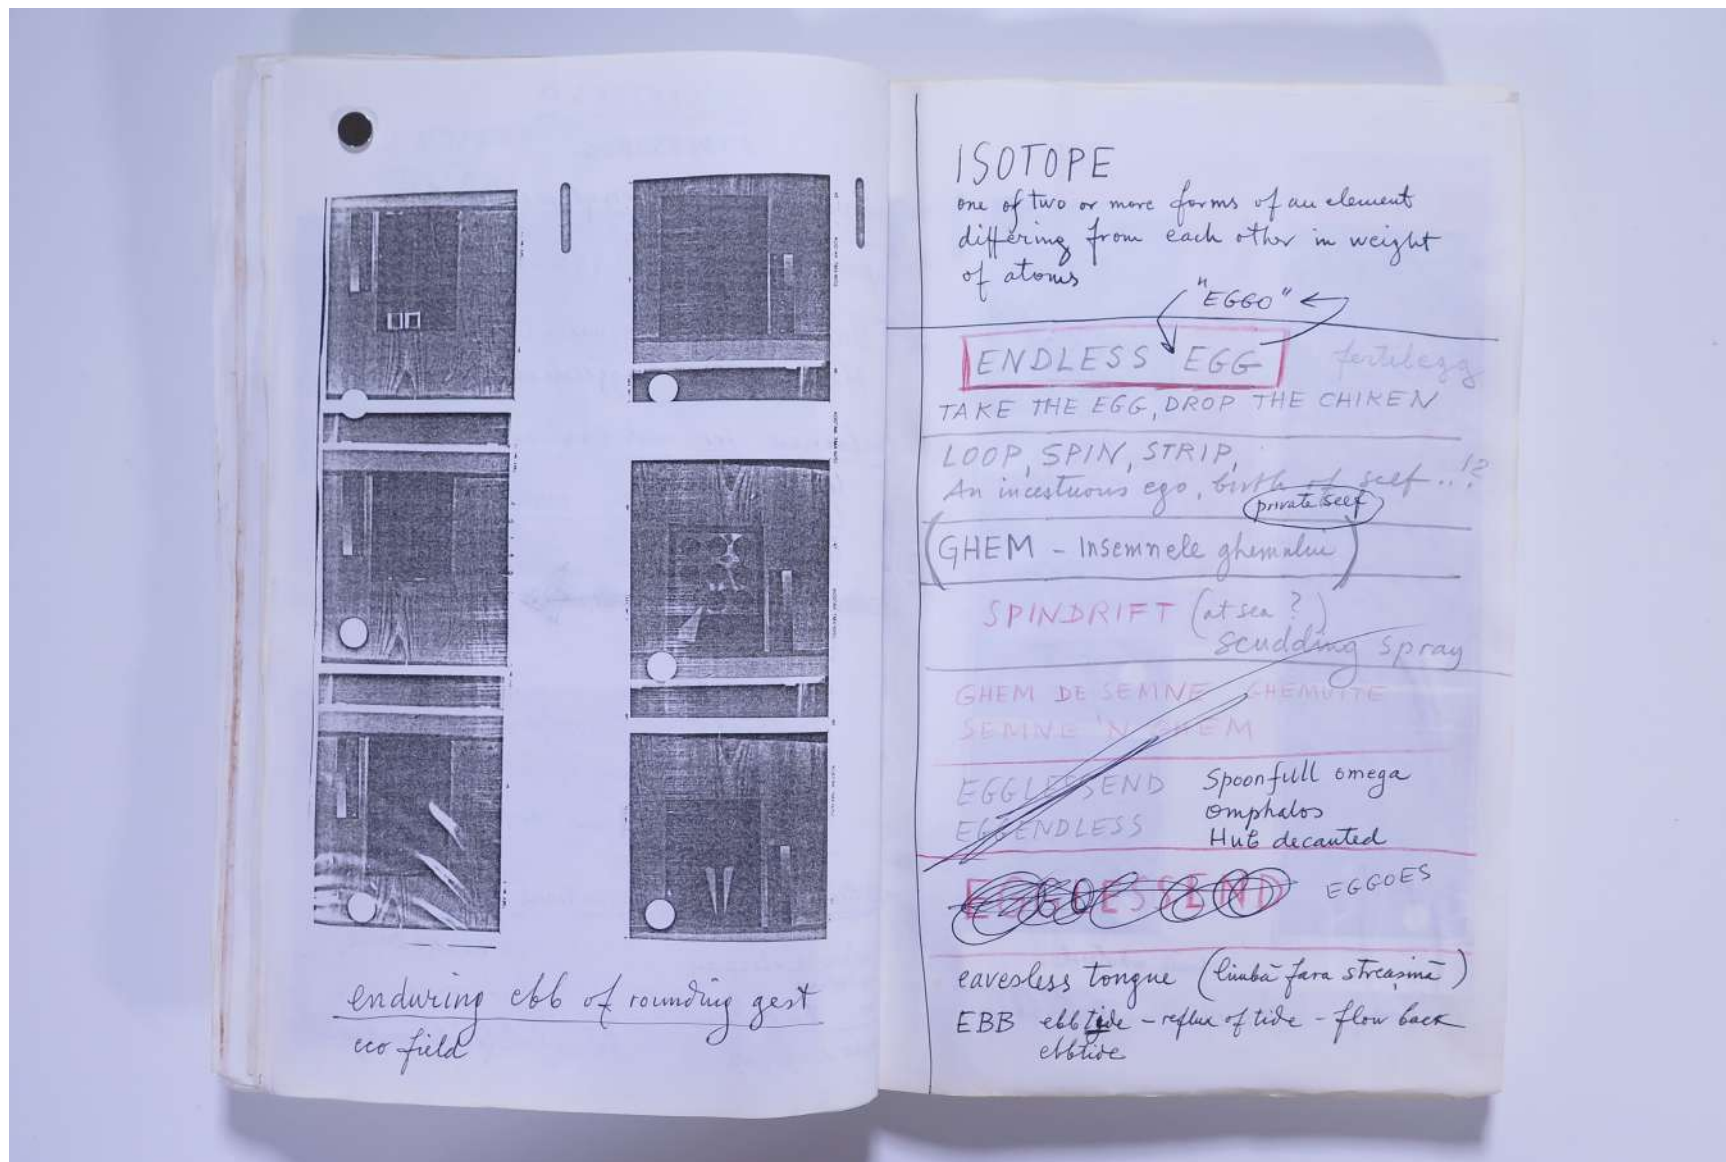 enduring ebb of rounding gest
eco field
ISOTOPE
one of two or more forms of an element
differing from each other in weight
of atoms
"EGGO"
ENDLESS EGG
fertilegg
TAKE THE EGG, DROP THE CHIKEN
LOOP, SPIN, STRIP,
An incestuous ego, birth of self ..!?
private self
(GHEM – Insemnele ghemului)
SPINDRIFT (at sea?)
scudding spray
GHEM DE SEMNE GHEMUITE
SEMNE 'N GHEM
EGGLESSEND
EGGENDLESS
Spoonfull omega
omphalos
Hub decanted
EGGLESSEND
EGGOES
eavesless tongue (limbă fara streașină)
EBB ebbtide – reflux of tide – flow back
ebbtide